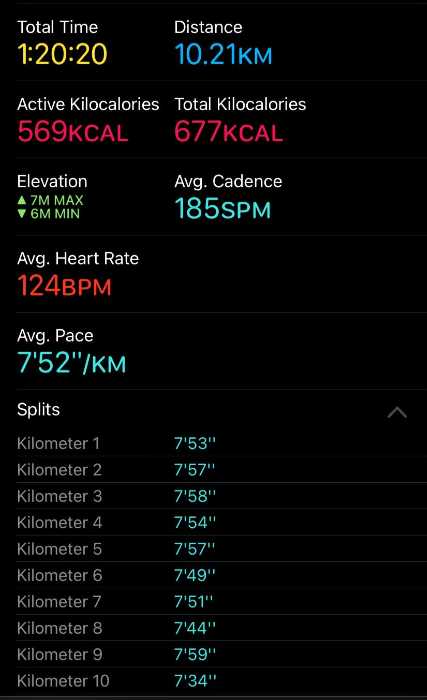 Total Time Distance
1:20:20 10.21KM
Active Kilocalories Total Kilocalories
569KCAL 677KCAL
Elevation Avg. Cadence
▲ 7M MAX
▼ 6M MIN
185SPM
Avg. Heart Rate
124BPM
Avg. Pace
7'52''/KM
Splits
Kilometer 1 7'53''
Kilometer 2 7'57''
Kilometer 3 7'58''
Kilometer 4 7'54''
Kilometer 5 7'57''
Kilometer 6 7'49''
Kilometer 7 7'51''
Kilometer 8 7'44''
Kilometer 9 7'59''
Kilometer 10 7'34''